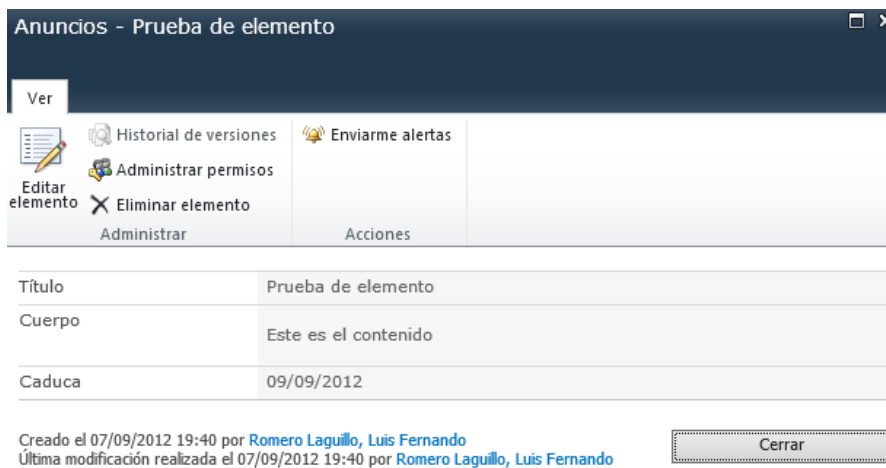 Anuncios - Prueba de elemento
Ver
Editar elemento
Historial de versiones
Administrar permisos
Eliminar elemento
Administrar
Enviarme alertas
Acciones
Título Prueba de elemento
Cuerpo Este es el contenido
Caduca 09/09/2012
Creado el 07/09/2012 19:40 por Romero Laguillo, Luis Fernando
Última modificación realizada el 07/09/2012 19:40 por Romero Laguillo, Luis Fernando
Cerrar